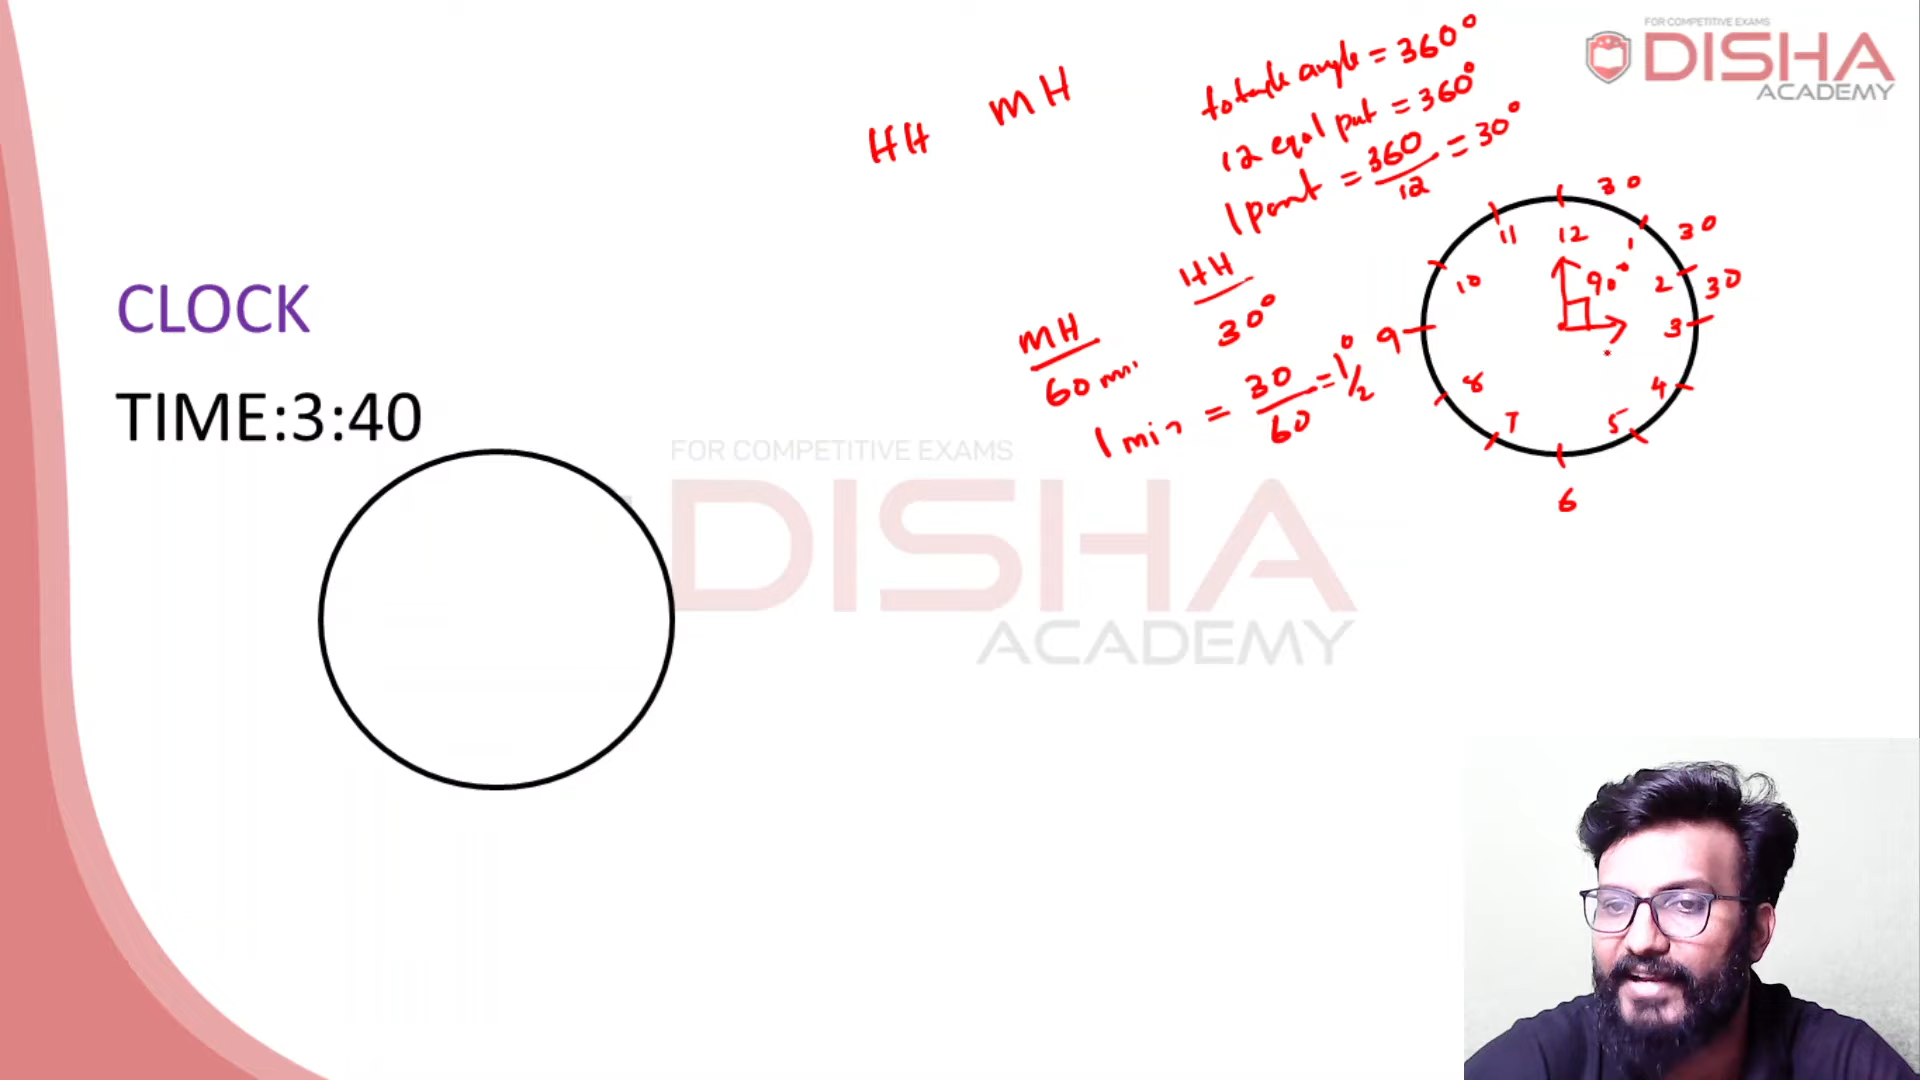 FOR COMPETITIVE EXAMS
DISHA
ACADEMY
HH MH
totale angle = 360°
12 eqal part = 360°
1 part = 360/12 = 30°
CLOCK
TIME:3:40
MH HH
60 min 30°
1 min = 30/60 = 1/2°
30
30
30
11 12 1
10 90° 2
9 3
8 4
7 5
6
FOR COMPETITIVE EXAMS
DISHA
ACADEMY